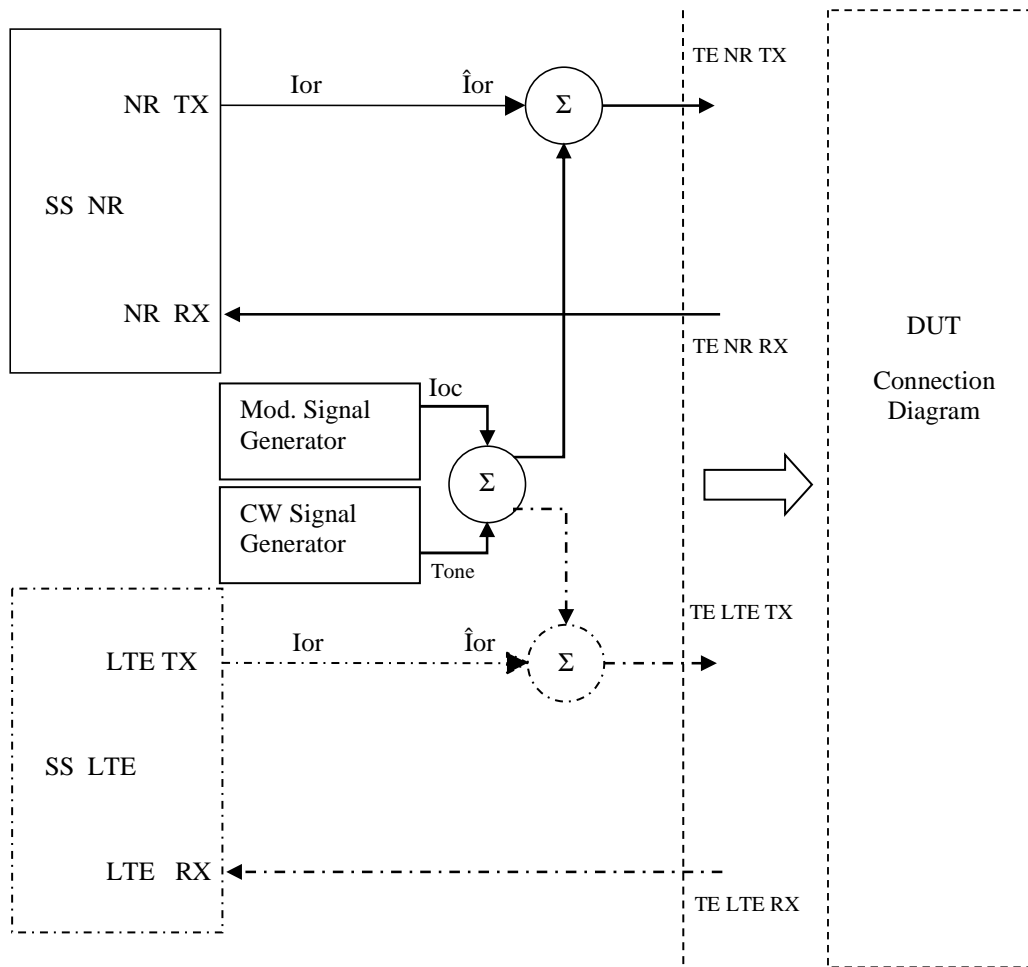 TE NR TX
NR TX
Ior
Îor
Σ
SS NR
NR RX
TE NR RX
DUT
Connection
Diagram
Ioc
Mod. Signal
Generator
Σ
CW Signal
Generator
Tone
TE LTE TX
LTE TX
Ior
Îor
Σ
SS LTE
LTE RX
TE LTE RX